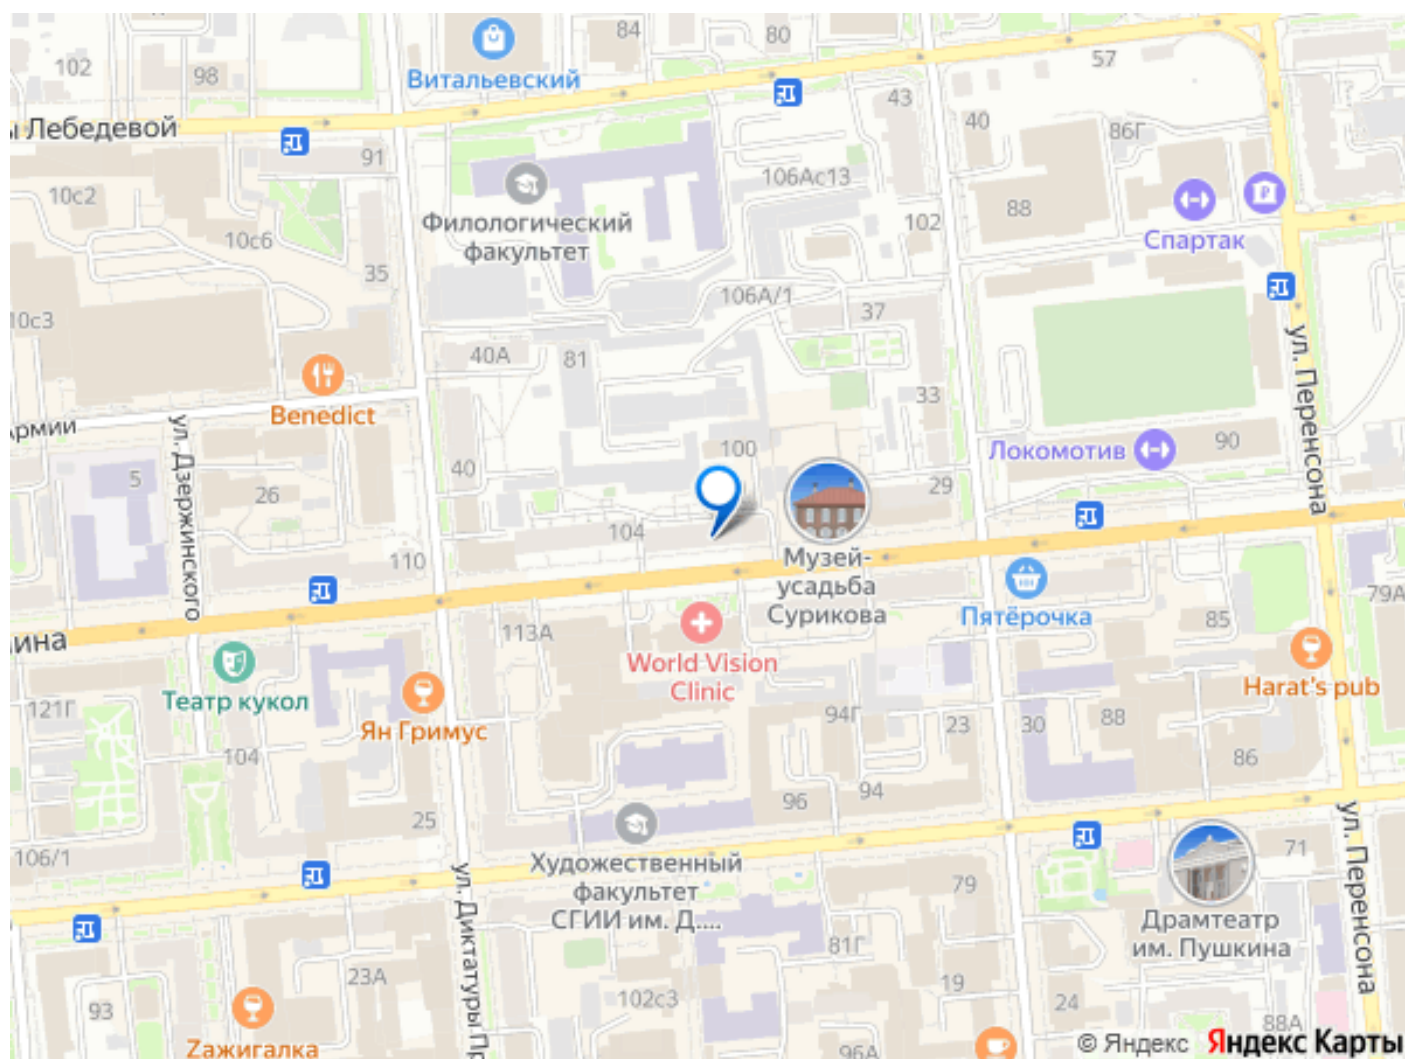 84
80
102
98
Витальевский
57
43
40
86Г
ы Лебедевой
91
10с2
106Ас13
88
102
Филологический
факультет
10с6
35
Спартак
106А/1
37
10с3
40А
81
33
ул. Перенсона
Benedict
Армии
ул. Дзержинского
100
Локомотив
90
5
26
40
29
104
110
Музей-
усадьба
Сурикова
Пятёрочка
79А
ина
113А
85
World Vision
Clinic
Театр кукол
Harat's pub
121Г
Ян Гримус
94Г
23
30
88
104
86
96
94
25
ул. Перенсона
106/1
ул. Диктатуры Пр
Художественный
факультет
СГИИ им. Д....
79
71
Драмтеатр
им. Пушкина
81Г
23А
19
102с3
24
93
88А
Zажигалка
96А
© Яндекс Яндекс Карты